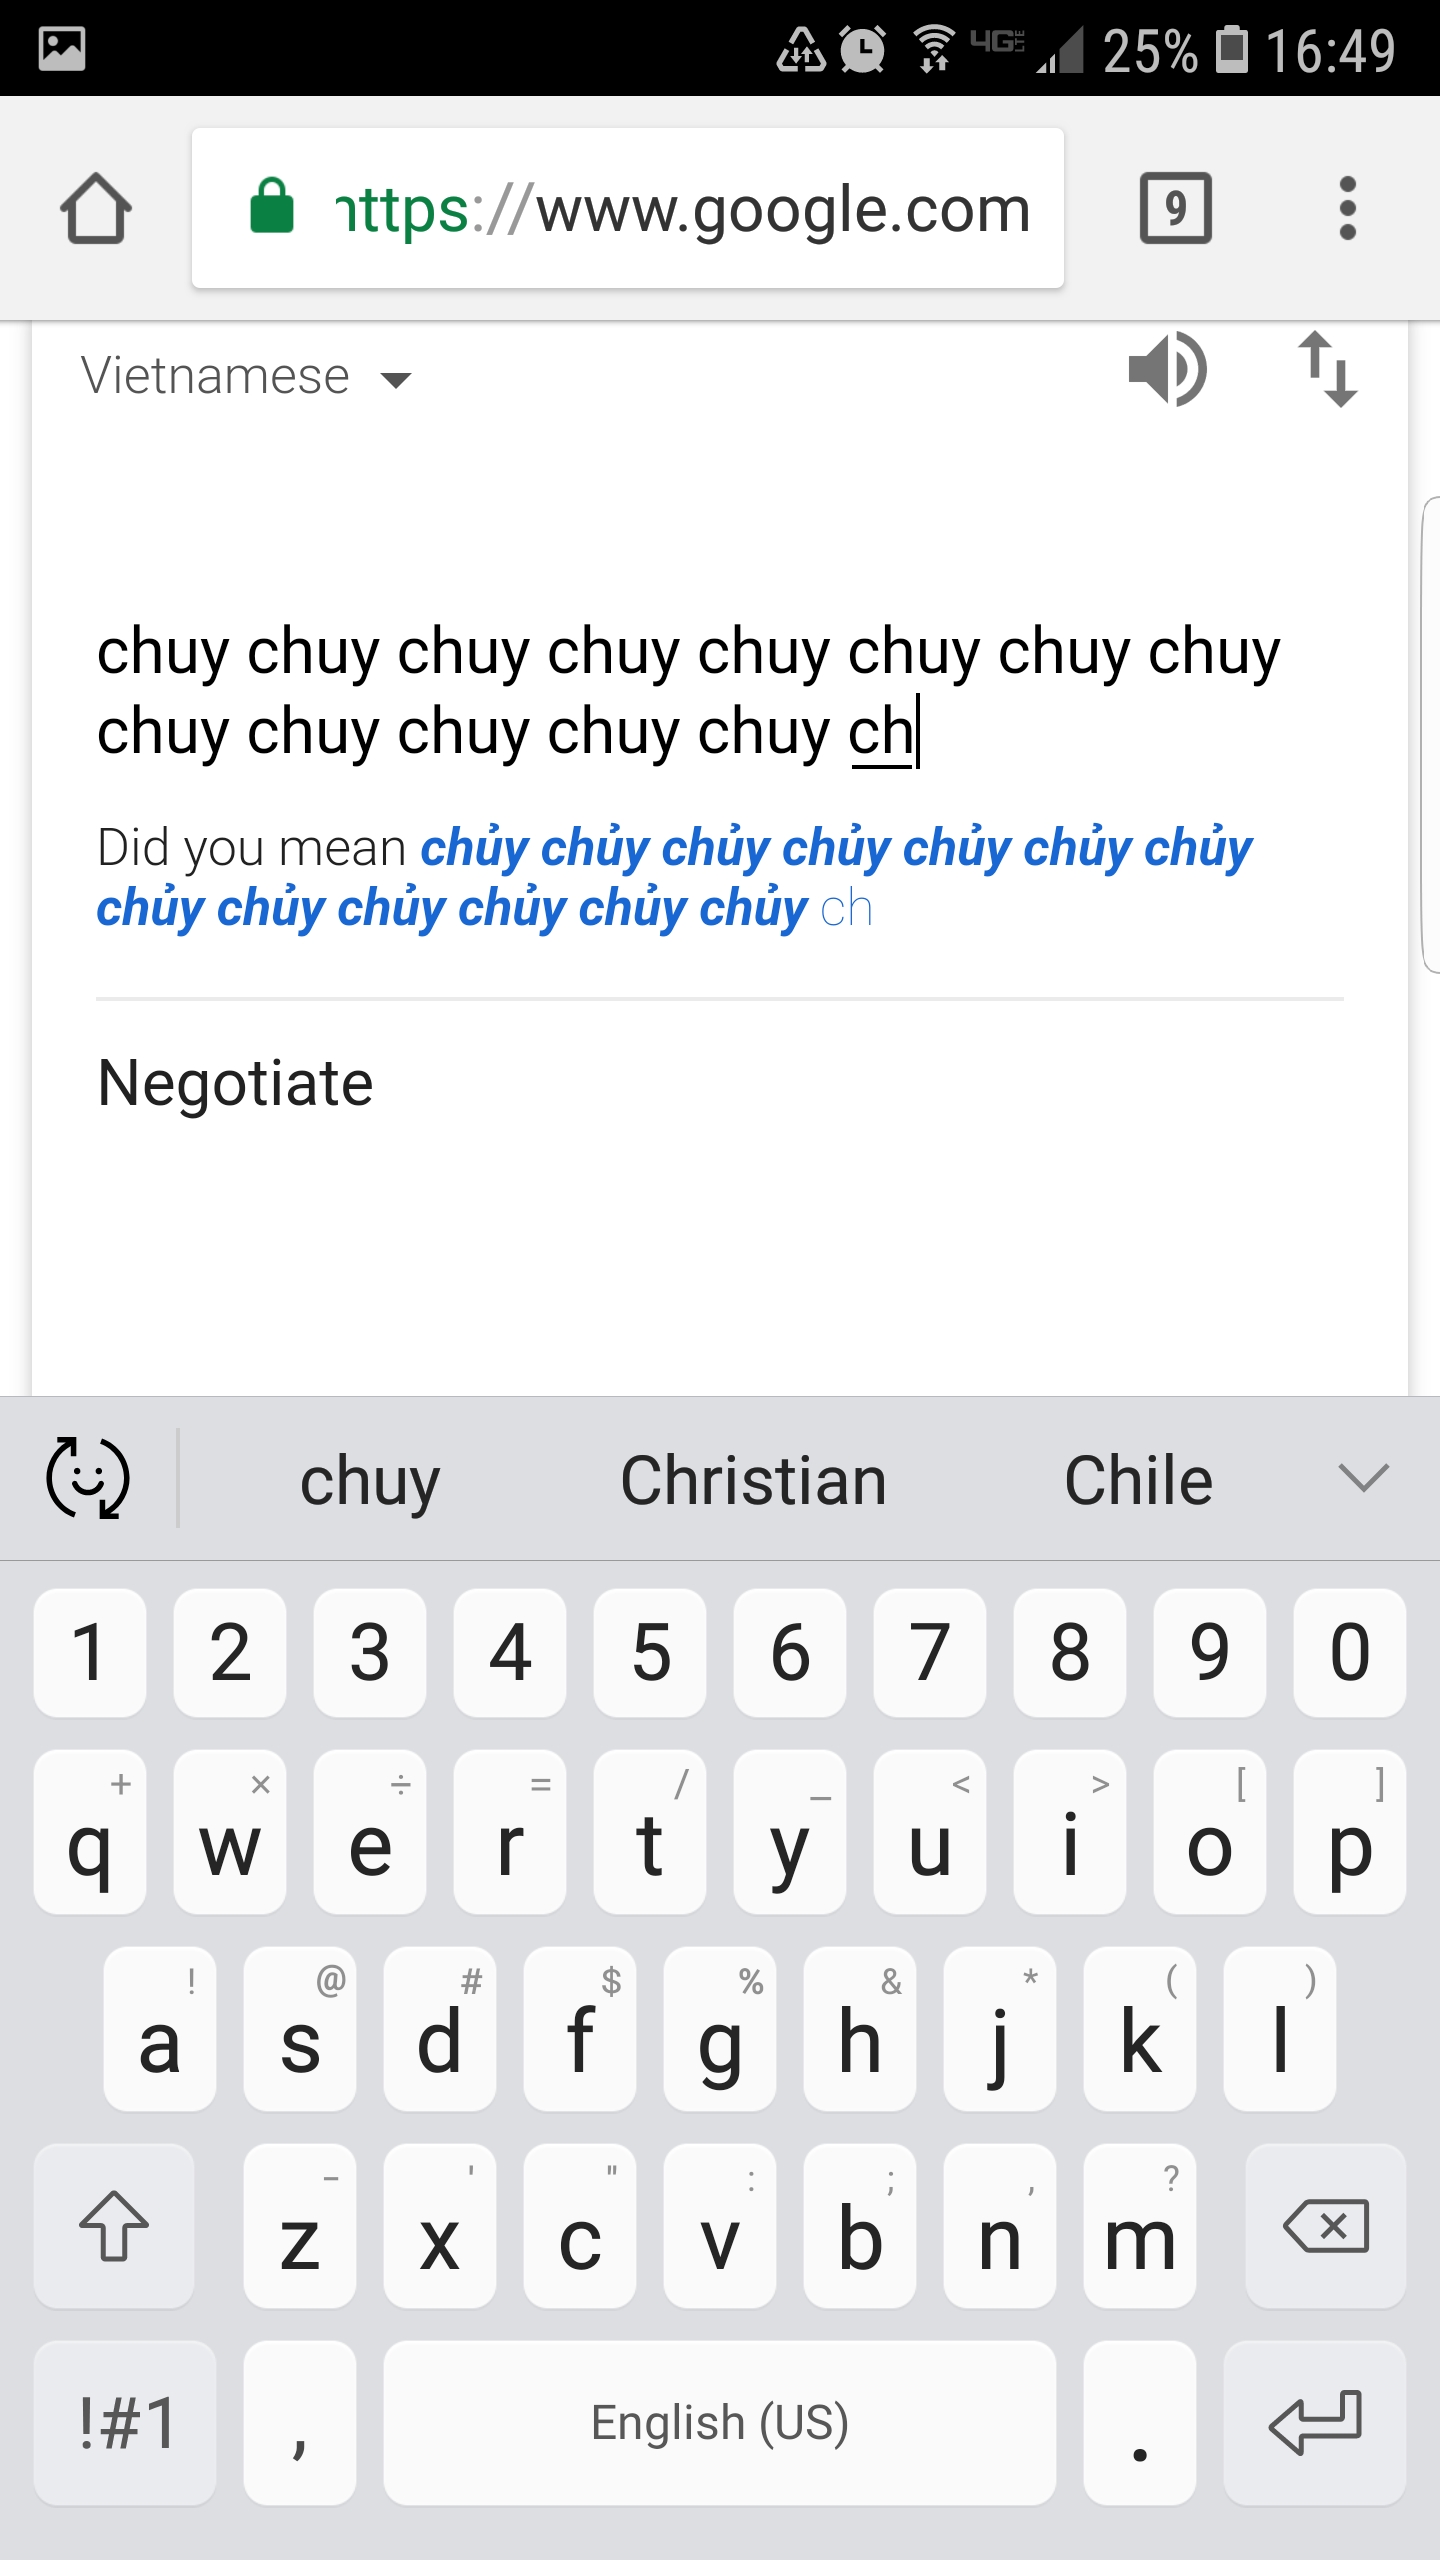 4G LTE 25% 16:49
https://www.google.com 9
Vietnamese
chuy chuy chuy chuy chuy chuy chuy chuy
chuy chuy chuy chuy chuy ch
Did you mean chủy chủy chủy chủy chủy chủy chủy
chủy chủy chủy chủy chủy chủy ch
Negotiate
chuy Christian Chile
1 2 3 4 5 6 7 8 9 0
+ × ÷ = / _ < > [ ]
q w e r t y u i o p
! @ # $ % & * ( )
a s d f g h j k l
- ' " : ; , ?
z x c v b n m
!#1 , English (US) .